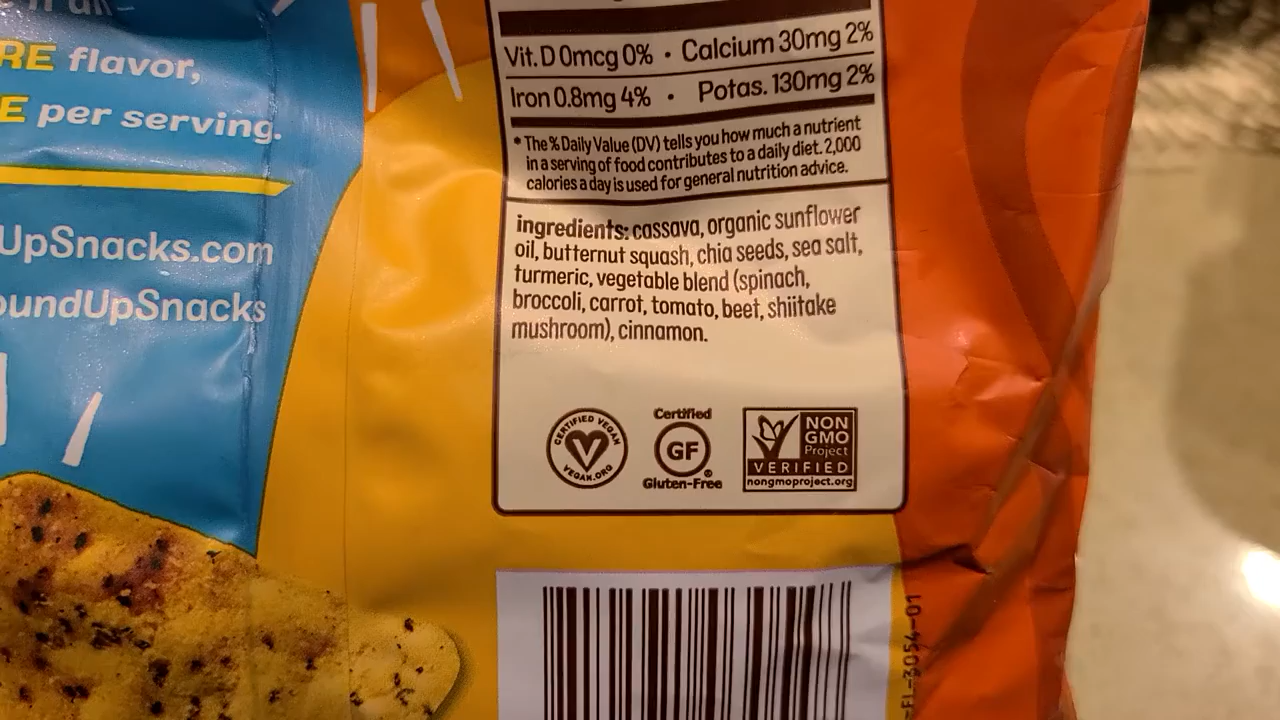 RE flavor,
E per serving.
UpSnacks.com
oundUpSnacks
Vit. D 0mcg 0% • Calcium 30mg 2%
Iron 0.8mg 4% • Potas. 130mg 2%
* The % Daily Value (DV) tells you how much a nutrient
in a serving of food contributes to a daily diet. 2,000
calories a day is used for general nutrition advice.
ingredients: cassava, organic sunflower
oil, butternut squash, chia seeds, sea salt,
turmeric, vegetable blend (spinach,
broccoli, carrot, tomato, beet, shiitake
mushroom), cinnamon.
CERTIFIED VEGAN
V
VEGAN.ORG
Certified
GF
®
Gluten-Free
NON
GMO
Project
VERIFIED
nongmoproject.org
FL-3054-01